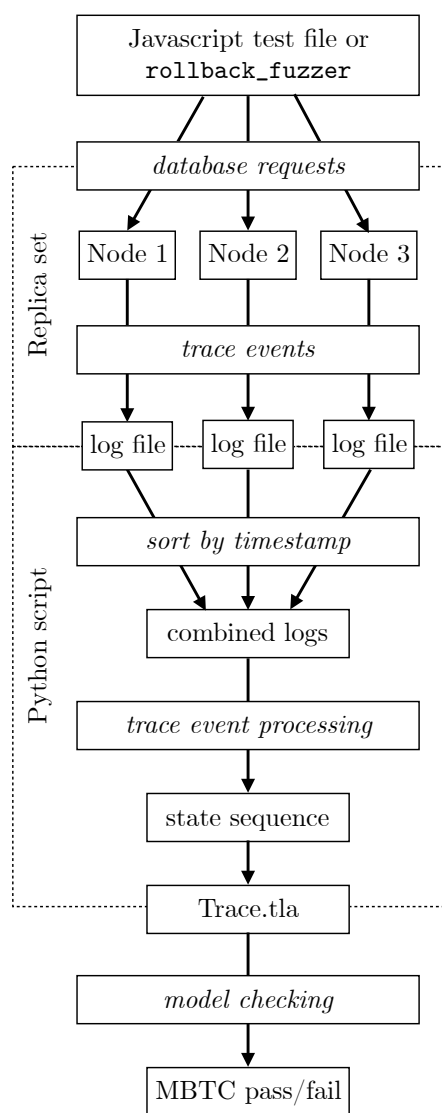 Javascript test file or
rollback_fuzzer
database requests
Replica set
Node 1 Node 2 Node 3
trace events
log file log file log file
sort by timestamp
Python script
combined logs
trace event processing
state sequence
Trace.tla
model checking
MBTC pass/fail